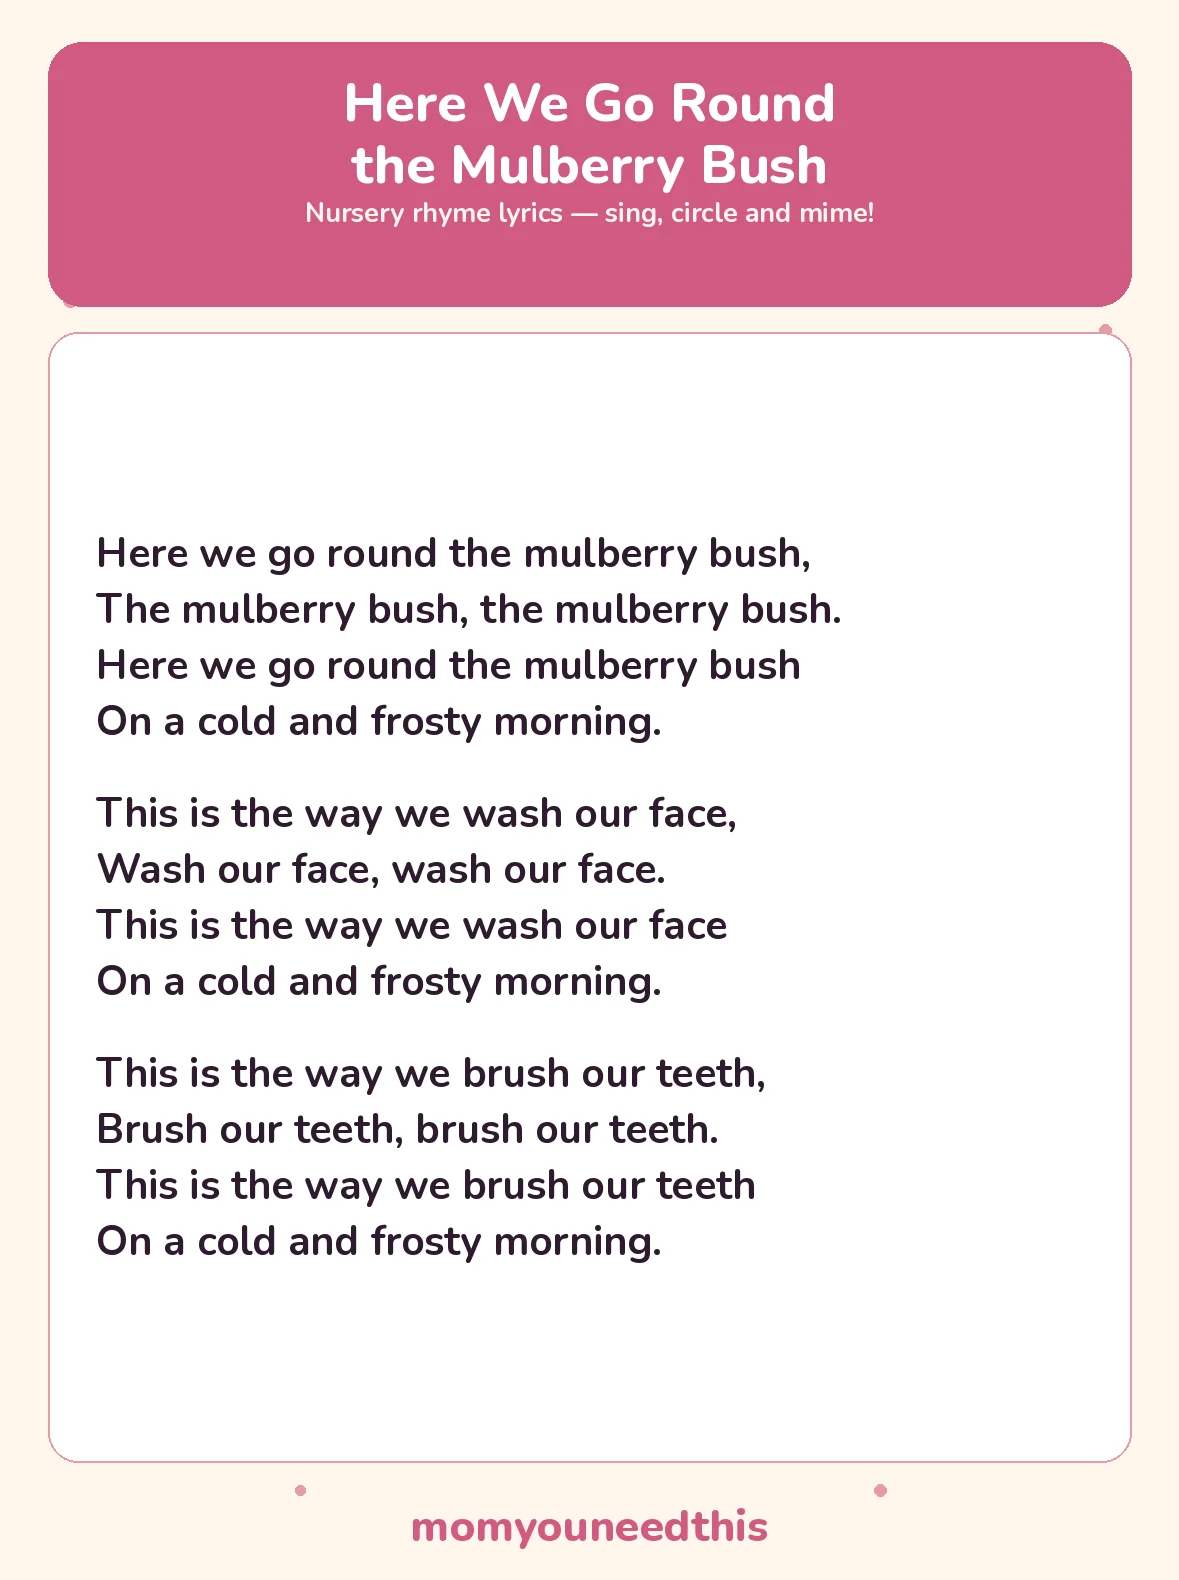 Here We Go Round
the Mulberry Bush
Nursery rhyme lyrics — sing, circle and mime!
Here we go round the mulberry bush,
The mulberry bush, the mulberry bush.
Here we go round the mulberry bush
On a cold and frosty morning.
This is the way we wash our face,
Wash our face, wash our face.
This is the way we wash our face
On a cold and frosty morning.
This is the way we brush our teeth,
Brush our teeth, brush our teeth.
This is the way we brush our teeth
On a cold and frosty morning.
momyouneedthis